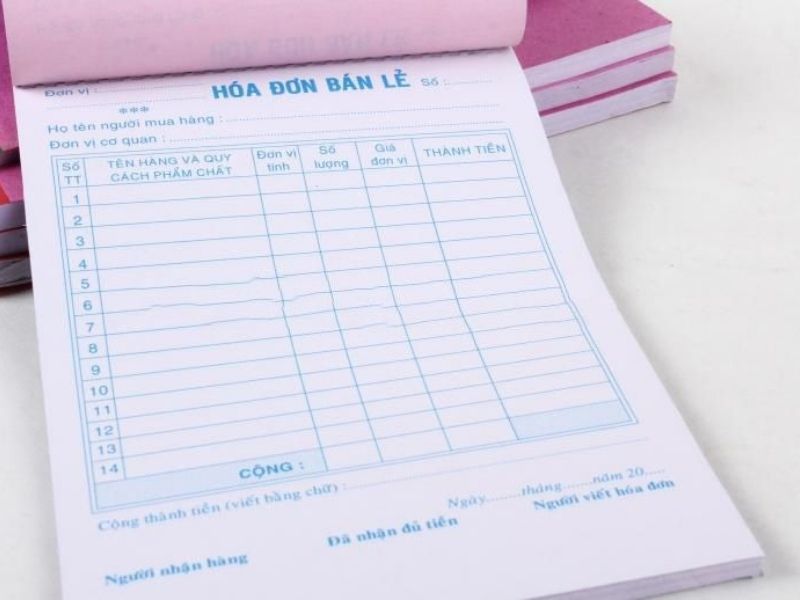 Đơn vị : HÓA ĐƠN BÁN LẺ Số :
***
Họ tên người mua hàng :
Đơn vị cơ quan :
Số TT TÊN HÀNG VÀ QUY CÁCH PHẨM CHẤT Đơn vị tính Số lượng Giá đơn vị THÀNH TIỀN
1
2
3
4
5
6
7
8
9
10
11
12
13
14
CỘNG :
Cộng thành tiền (viết bằng chữ) :
Ngày........tháng........năm 20.....
Người nhận hàng Đã nhận đủ tiền Người viết hóa đơn